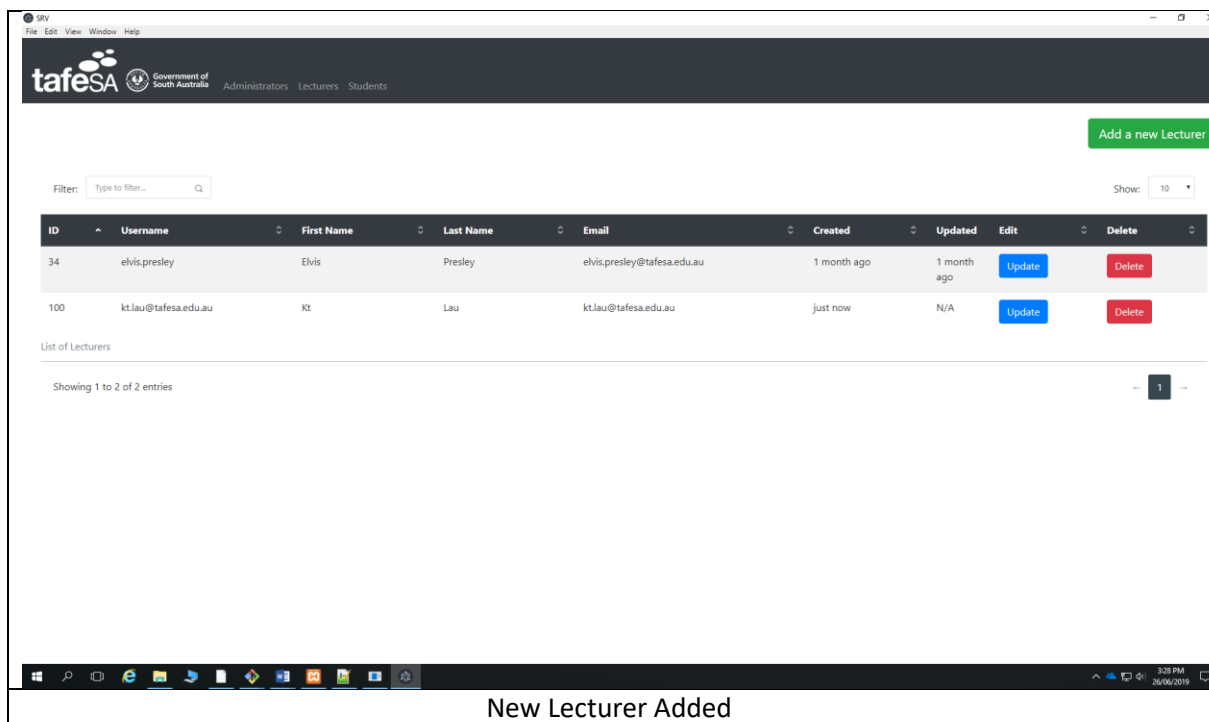 SRV
File Edit View Window Help
tafeSA Government of South Australia Administrators Lecturers Students
Add a new Lecturer
Filter: Type to filter... Show: 10
ID Username First Name Last Name Email Created Updated Edit Delete
34 elvis.presley Elvis Presley elvis.presley@tafesa.edu.au 1 month ago 1 month ago Update Delete
100 kt.lau@tafesa.edu.au Kt Lau kt.lau@tafesa.edu.au just now N/A Update Delete
List of Lecturers
Showing 1 to 2 of 2 entries ← 1 →
3:28 PM
26/06/2019
New Lecturer Added